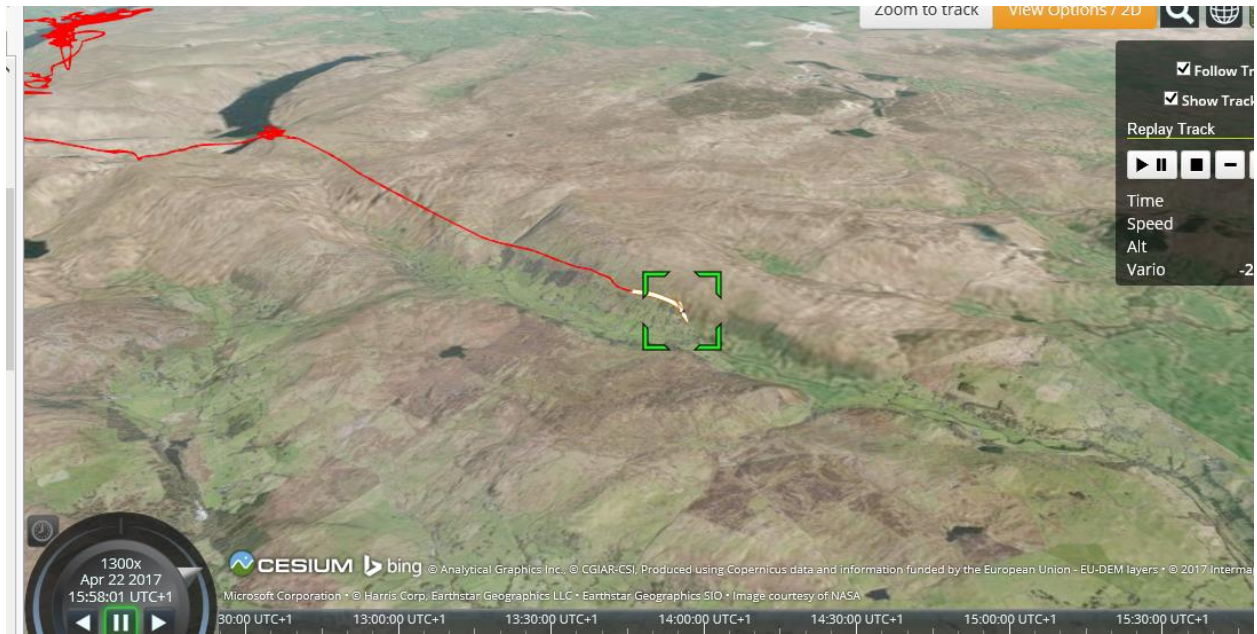 Zoom to track
View Options / 2D
Follow Tr
Show Track
Replay Track
Time
Speed
Alt
Vario -2
1300x
Apr 22 2017
15:58:01 UTC+1
CESIUM bing © Analytical Graphics Inc., © CGIAR-CSI, Produced using Copernicus data and information funded by the European Union - EU-DEM layers • © 2017 Interma
Microsoft Corporation • © Harris Corp, Earthstar Geographics LLC • Earthstar Geographics SIO • Image courtesy of NASA
30:00 UTC+1 13:00:00 UTC+1 13:30:00 UTC+1 14:00:00 UTC+1 14:30:00 UTC+1 15:00:00 UTC+1 15:30:00 UTC+1